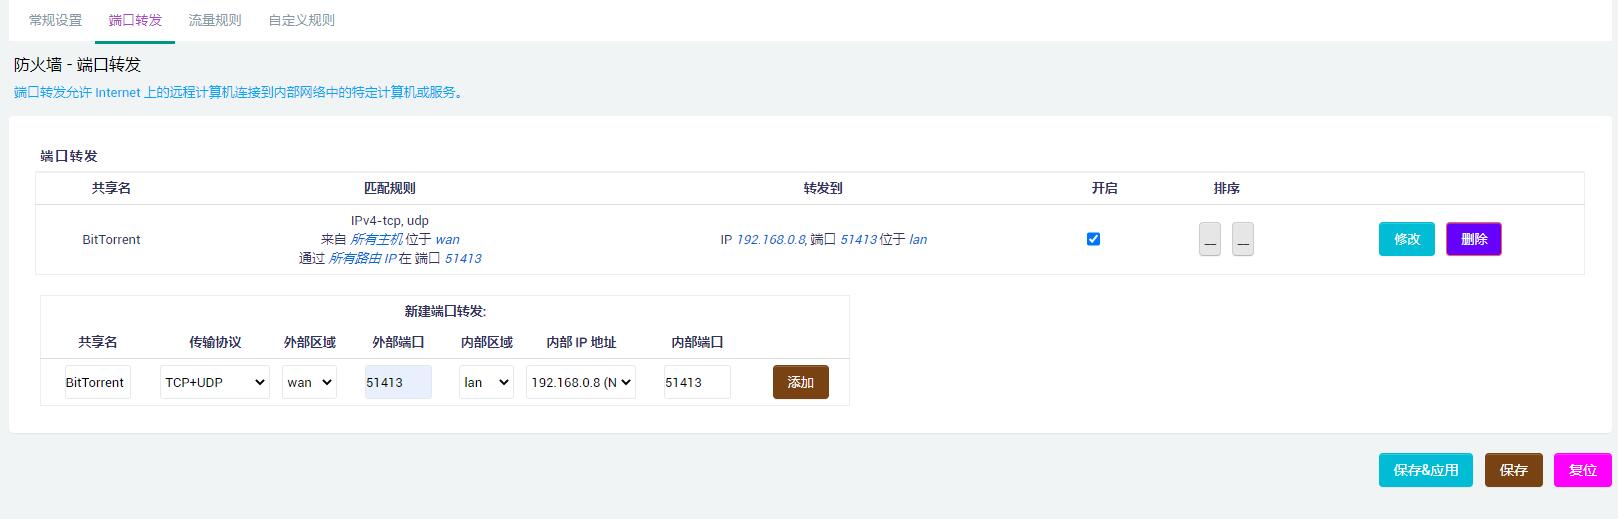 常规设置 端口转发 流量规则 自定义规则
防火墙 - 端口转发
端口转发允许 Internet 上的远程计算机连接到内部网络中的特定计算机或服务。
端口转发
共享名 匹配规则 转发到 开启 排序
BitTorrent
IPv4-tcp, udp
来自 所有主机 位于 wan
通过 所有路由 IP 在 端口 51413
IP 192.168.0.8, 端口 51413 位于 lan
修改 删除
新建端口转发:
共享名 传输协议 外部区域 外部端口 内部区域 内部 IP 地址 内部端口
BitTorrent TCP+UDP wan 51413 lan 192.168.0.8 (N 51413 添加
保存&应用 保存 复位